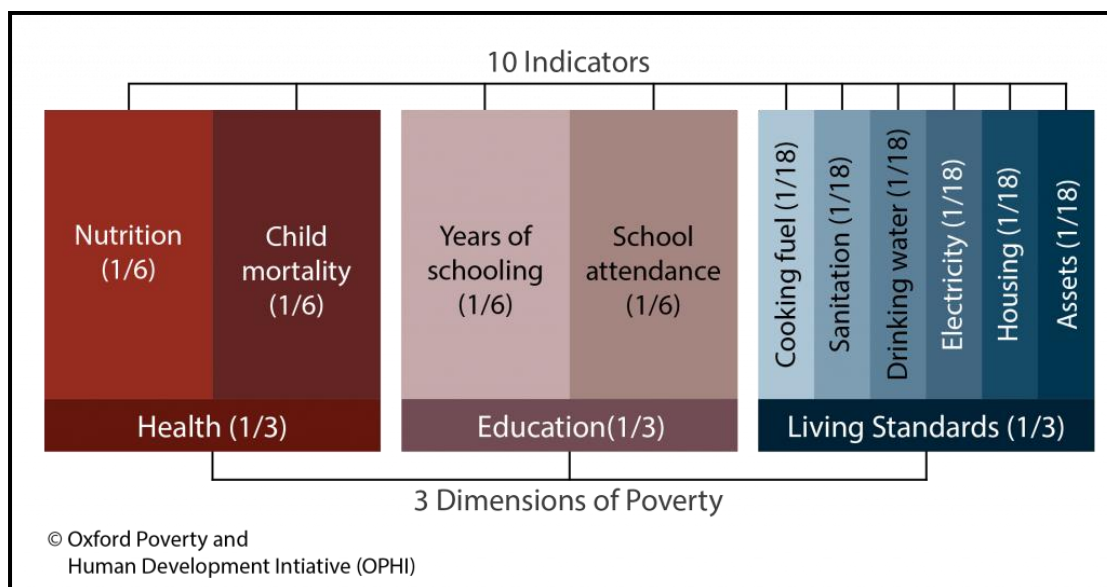 10 Indicators
Nutrition
(1/6)
Child
mortality
(1/6)
Years of
schooling
(1/6)
School
attendance
(1/6)
Cooking fuel (1/18)
Sanitation (1/18)
Drinking water (1/18)
Electricity (1/18)
Housing (1/18)
Assets (1/18)
Health (1/3)
Education(1/3)
Living Standards (1/3)
3 Dimensions of Poverty
© Oxford Poverty and
Human Development Intiative (OPHI)